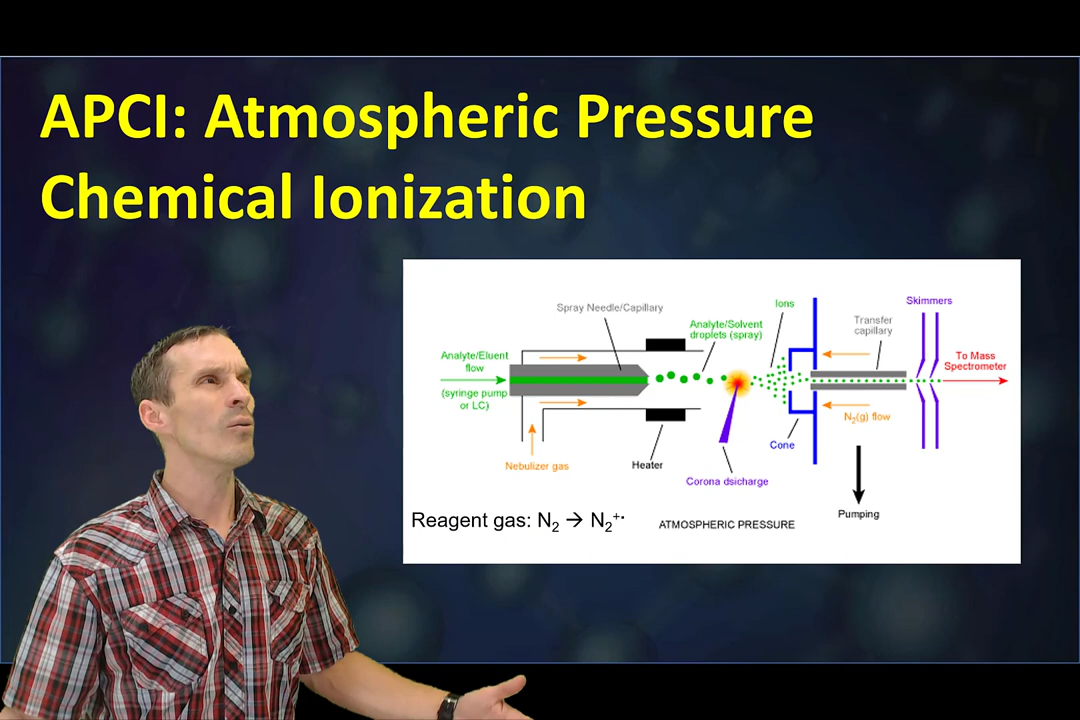 APCI: Atmospheric Pressure
Chemical Ionization
Spray Needle/Capillary
Ions
Skimmers
Analyte/Solvent
droplets (spray)
Transfer
capillary
Analyte/Eluent
flow
To Mass
Spectrometer
(syringe pump
or LC)
N₂(g) flow
Cone
Nebulizer gas
Heater
Corona dsicharge
Pumping
Reagent gas: N₂ → N₂⁺·
ATMOSPHERIC PRESSURE